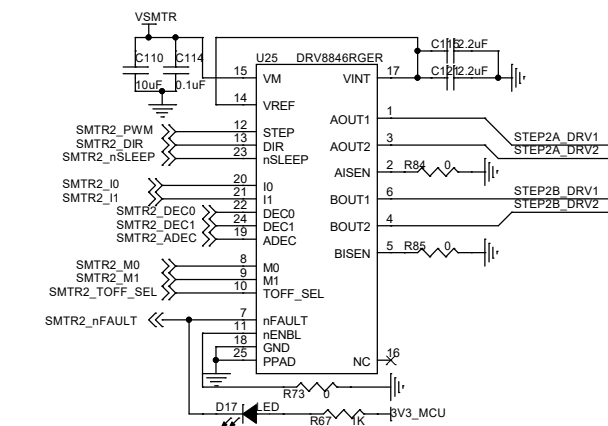 VSMTR
C110
C114
10uF
0.1uF
U25
DRV8846RGER
C115
2.2uF
C121
2.2uF
15
VM
VINT
17
14
VREF
SMTR2_PWM
12
STEP
AOUT1
1
SMTR2_DIR
13
DIR
AOUT2
3
STEP2A_DRV1
SMTR2_nSLEEP
23
nSLEEP
STEP2A_DRV2
AISEN
2
R84
0
SMTR2_I0
20
I0
SMTR2_I1
21
I1
BOUT1
6
STEP2B_DRV1
SMTR2_DEC0
22
DEC0
STEP2B_DRV2
SMTR2_DEC1
24
DEC1
BOUT2
4
SMTR2_ADEC
19
ADEC
BISEN
5
R85
0
SMTR2_M0
8
M0
SMTR2_M1
9
M1
SMTR2_TOFF_SEL
10
TOFF_SEL
SMTR2_nFAULT
7
nFAULT
11
nENBL
18
GND
25
PPAD
NC
16
R73
0
D17
LED
R67
1K
3V3_MCU